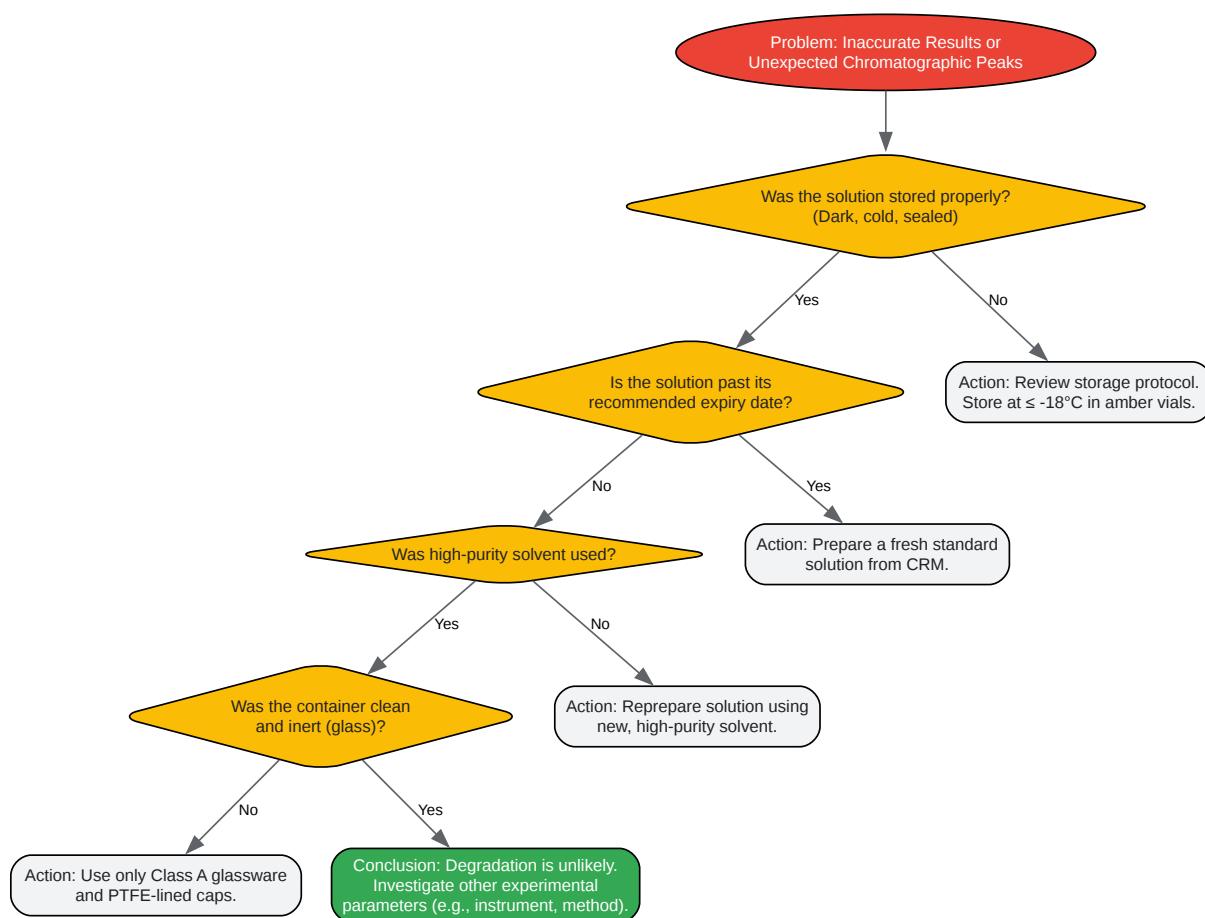 Problem: Inaccurate Results or
Unexpected Chromatographic Peaks
Was the solution stored properly?
(Dark, cold, sealed)
Yes
No
Is the solution past its
recommended expiry date?
Action: Review storage protocol.
Store at ≤ -18°C in amber vials.
No
Yes
Was high-purity solvent used?
Action: Prepare a fresh standard
solution from CRM.
Yes
No
Was the container clean
and inert (glass)?
Action: Reprepare solution using
new, high-purity solvent.
No
Yes
Action: Use only Class A glassware
and PTFE-lined caps.
Conclusion: Degradation is unlikely.
Investigate other experimental
parameters (e.g., instrument, method).